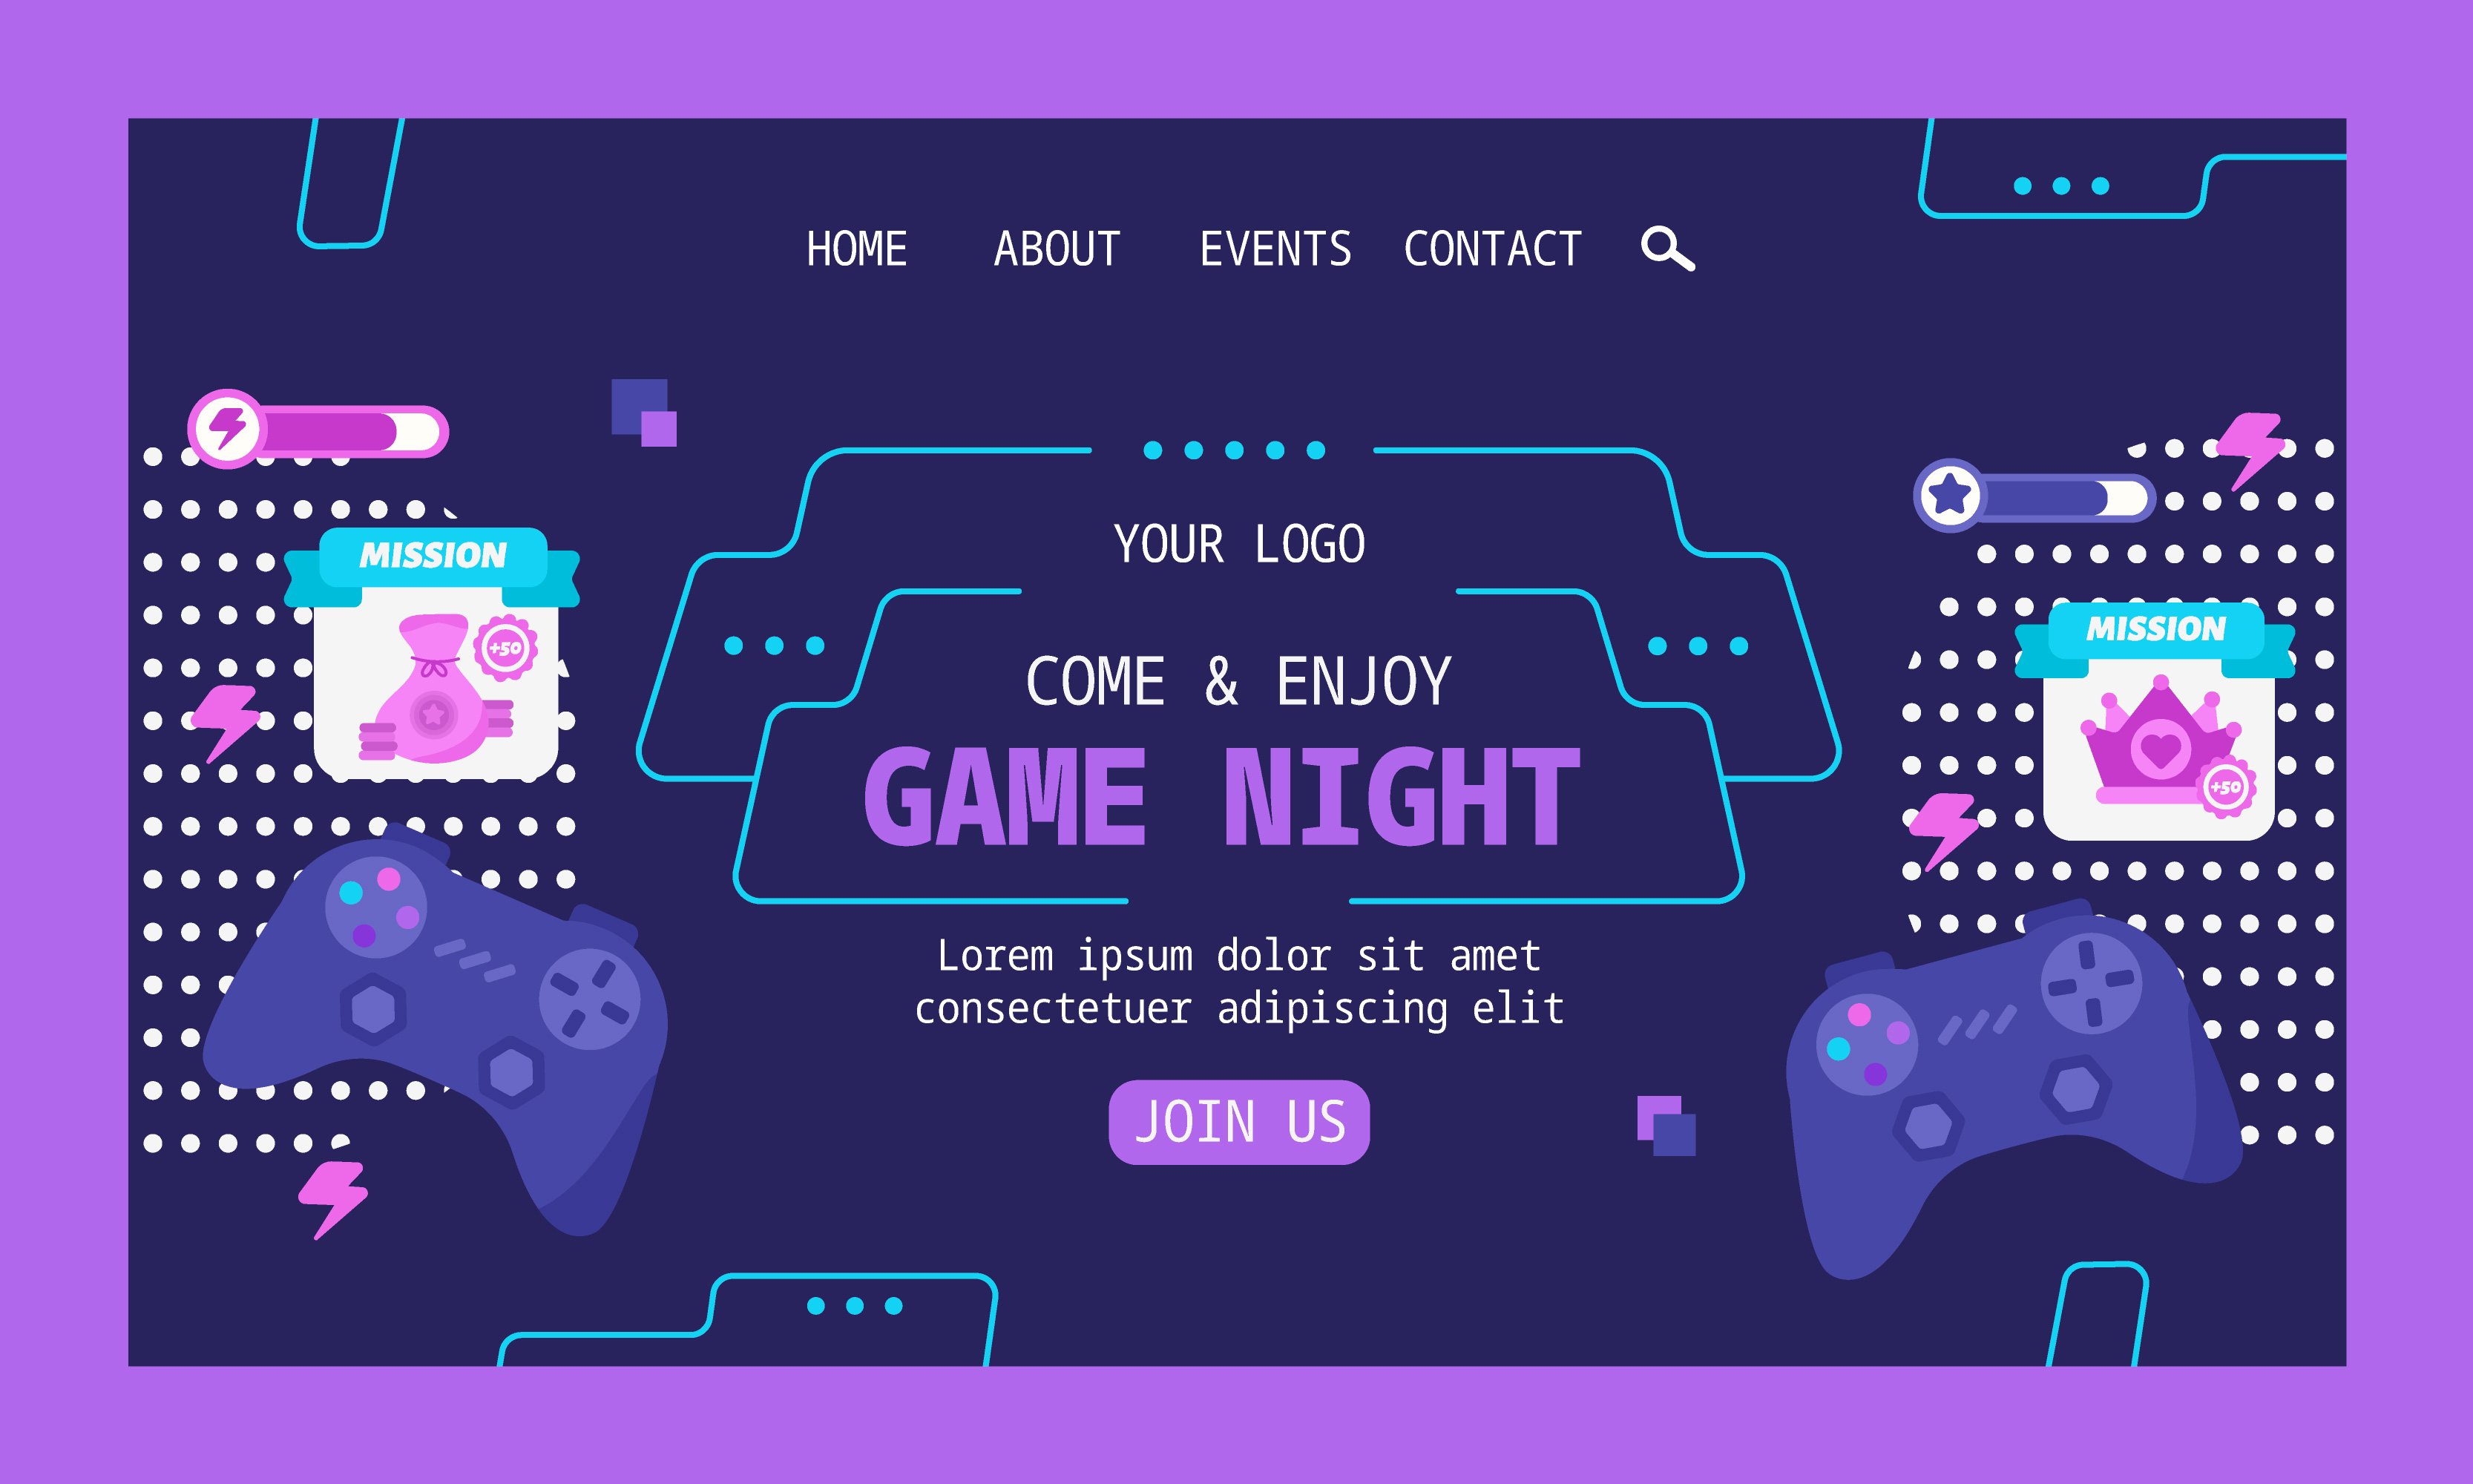 HOME ABOUT EVENTS CONTACT
YOUR LOGO
MISSION
+50
COME & ENJOY
GAME NIGHT
MISSION
+50
Lorem ipsum dolor sit amet
consectetuer adipiscing elit
JOIN US